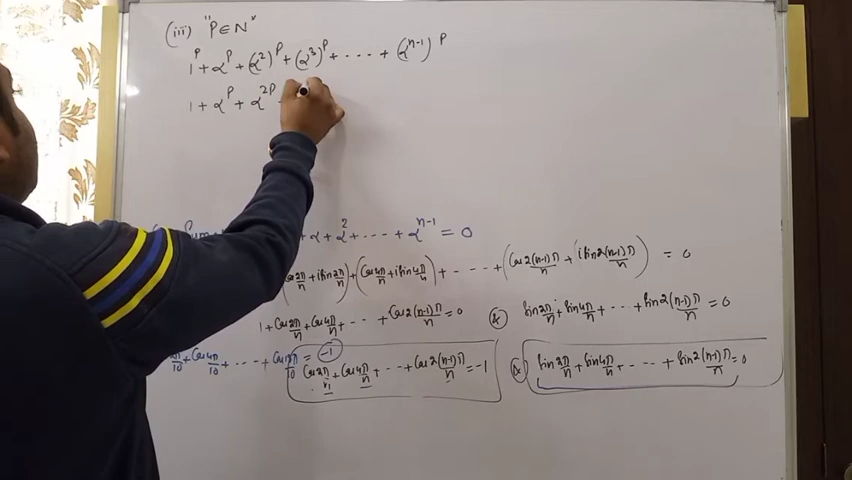 (iii) "P∈N"
1^P + α^P + (α^2)^P + (α^3)^P + ---- + (α^{n-1})^P
1 + α^P + α^{2P}
+ α + α^2 + ---- + α^{n-1} = 0
(Cos 2π/n + i Sin 2π/n) + (Cos 4π/n + i Sin 4π/n) + ---- + (Cos 2(n-1)π/n + i Sin 2(n-1)π/n) = 0
1 + Cos 2π/n + Cos 4π/n + --- + Cos 2(n-1)π/n = 0 & Sin 2π/n + Sin 4π/n + --- + Sin 2(n-1)π/n = 0
+ Cos 4π/10 + --- + = -1 Cos 2π/n + Cos 4π/n + --- + Cos 2(n-1)π/n = -1 & Sin 2π/n + Sin 4π/n + ---- + Sin 2(n-1)π/n = 0